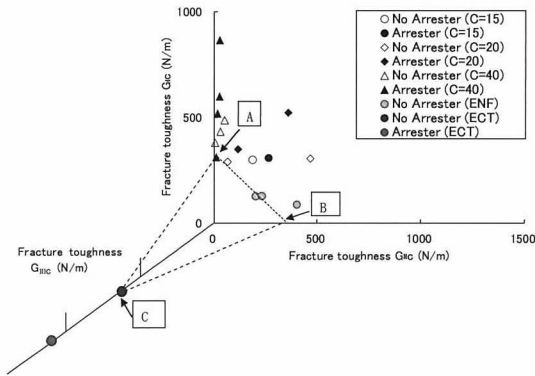 1000
500
0
Fracture toughness GIC
(N/m)
No Arrester (C=15)
Arrester (C=15)
No Arrester (C=20)
Arrester (C=20)
No Arrester (C=40)
Arrester (C=40)
No Arrester (ENF)
No Arrester (ECT)
Arrester (ECT)
A
B
0
500
1000
1500
Fracture toughness GIIC (N/m)
Fracture toughness
GIIIC (N/m)
C